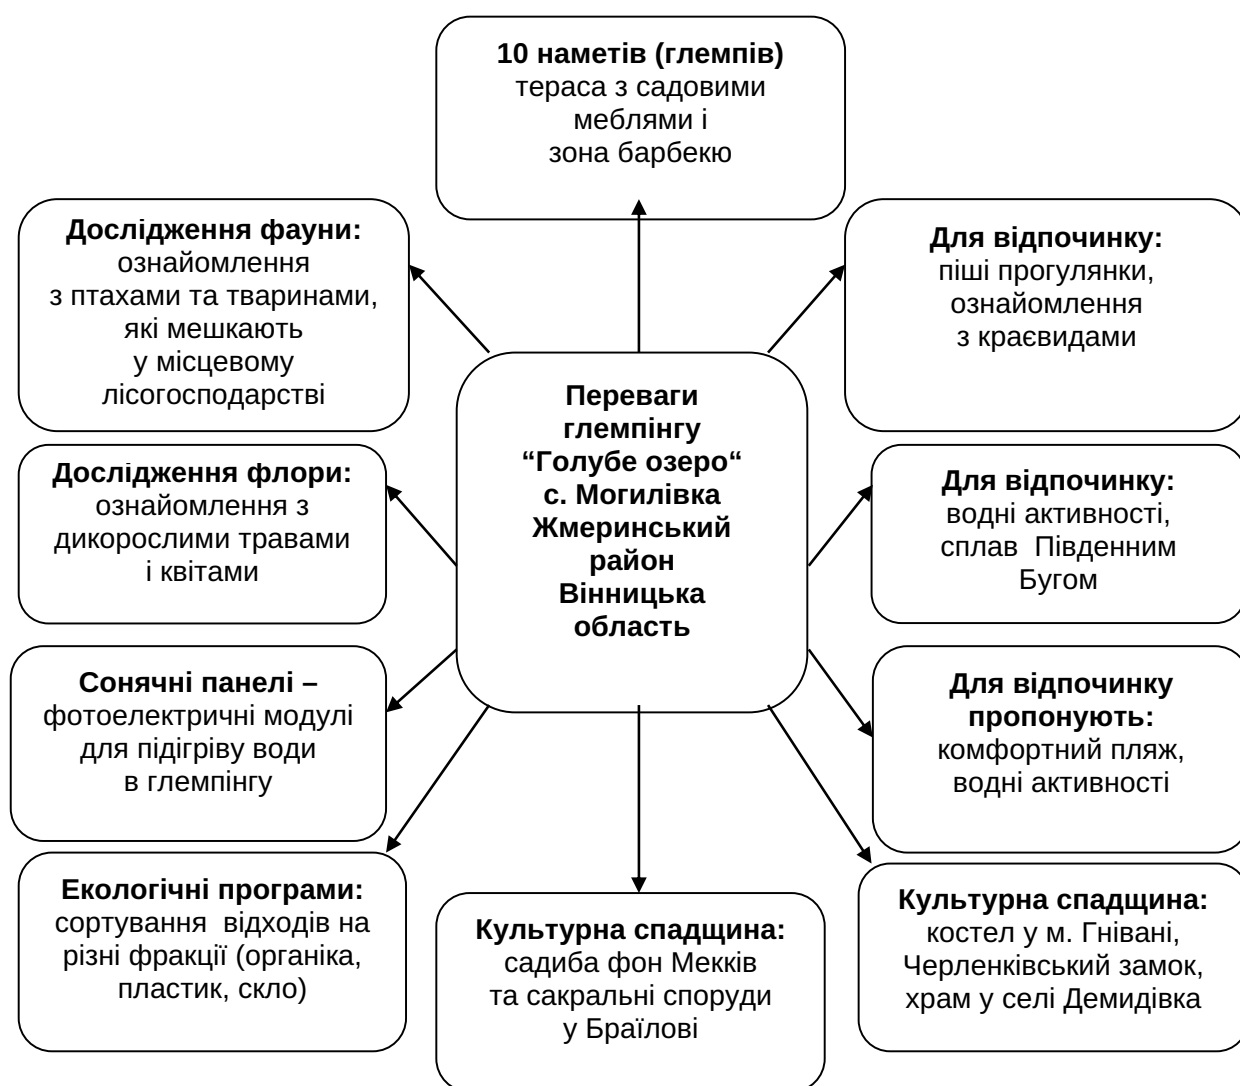 10 наметів (глемпів)
тераса з садовими
меблями і
зона барбекю
Дослідження фауни:
ознайомлення
з птахами та тваринами,
які мешкають
у місцевому
лісогосподарстві
Для відпочинку:
піші прогулянки,
ознайомлення
з краєвидами
Переваги
глемпінгу
“Голубе озеро“
с. Могилівка
Жмеринський
район
Вінницька
область
Дослідження флори:
ознайомлення з
дикорослими травами
і квітами
Для відпочинку:
водні активності,
сплав Південним
Бугом
Сонячні панелі –
фотоелектричні модулі
для підігріву води
в глемпінгу
Для відпочинку
пропонують:
комфортний пляж,
водні активності
Екологічні програми:
сортування відходів на
різні фракції (органіка,
пластик, скло)
Культурна спадщина:
садиба фон Мекків
та сакральні споруди
у Браїлові
Культурна спадщина:
костел у м. Гнівані,
Черленківський замок,
храм у селі Демидівка